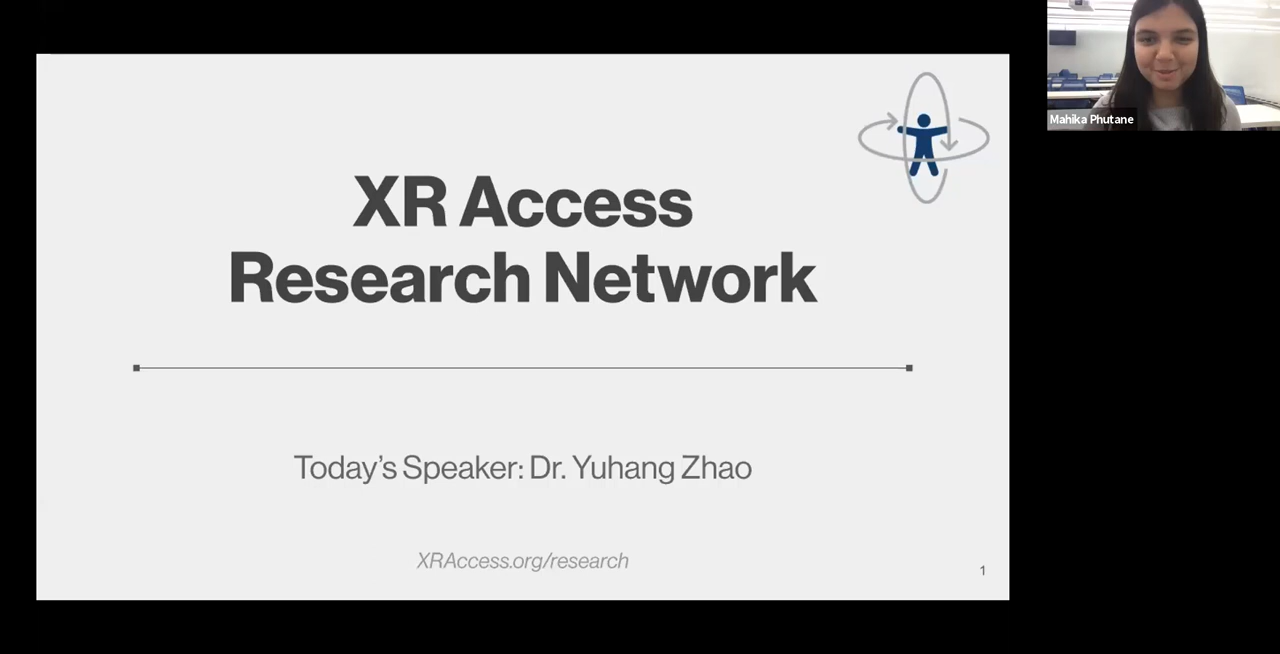 XR Access
Research Network
Today's Speaker: Dr. Yuhang Zhao
XRAccess.org/research
1
Mahika Phutane